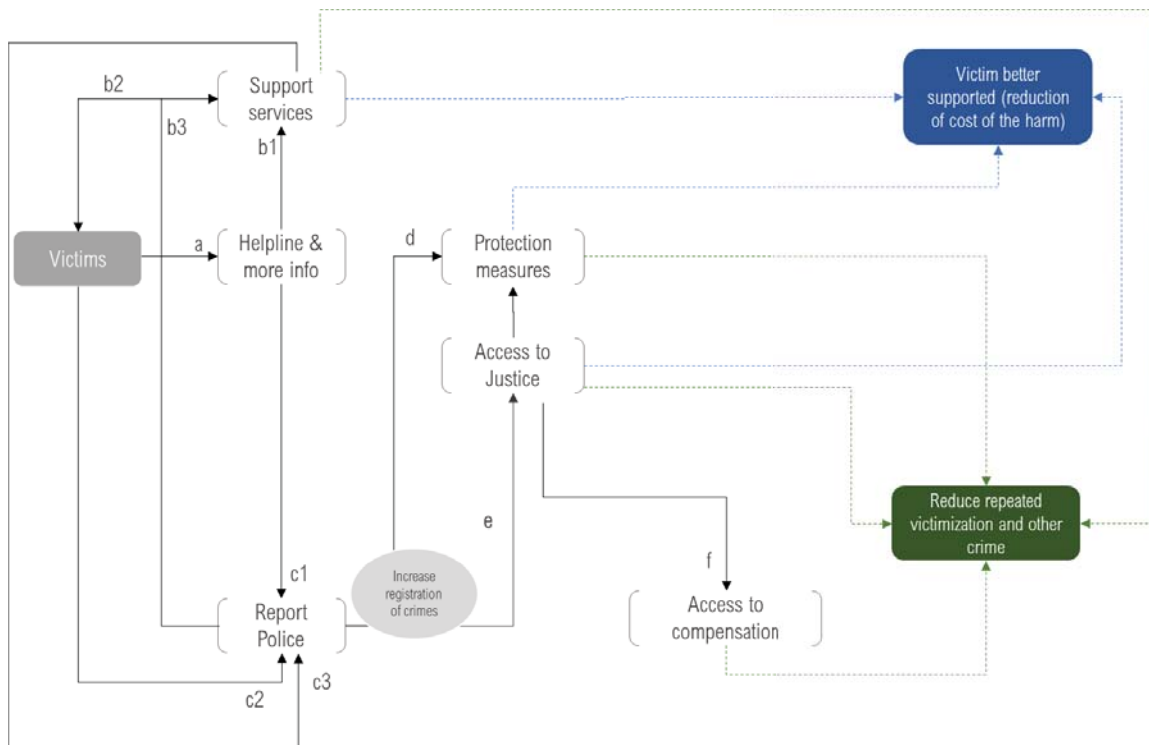 b2
Support
services
b3
b1
Victim better
supported (reduction
of cost of the harm)
Victims
a
Helpline &
more info
d
Protection
measures
Access to
Justice
e
c1
Increase
registration
of crimes
Report
Police
c2
c3
f
Access to
compensation
Reduce repeated
victimization and other
crime